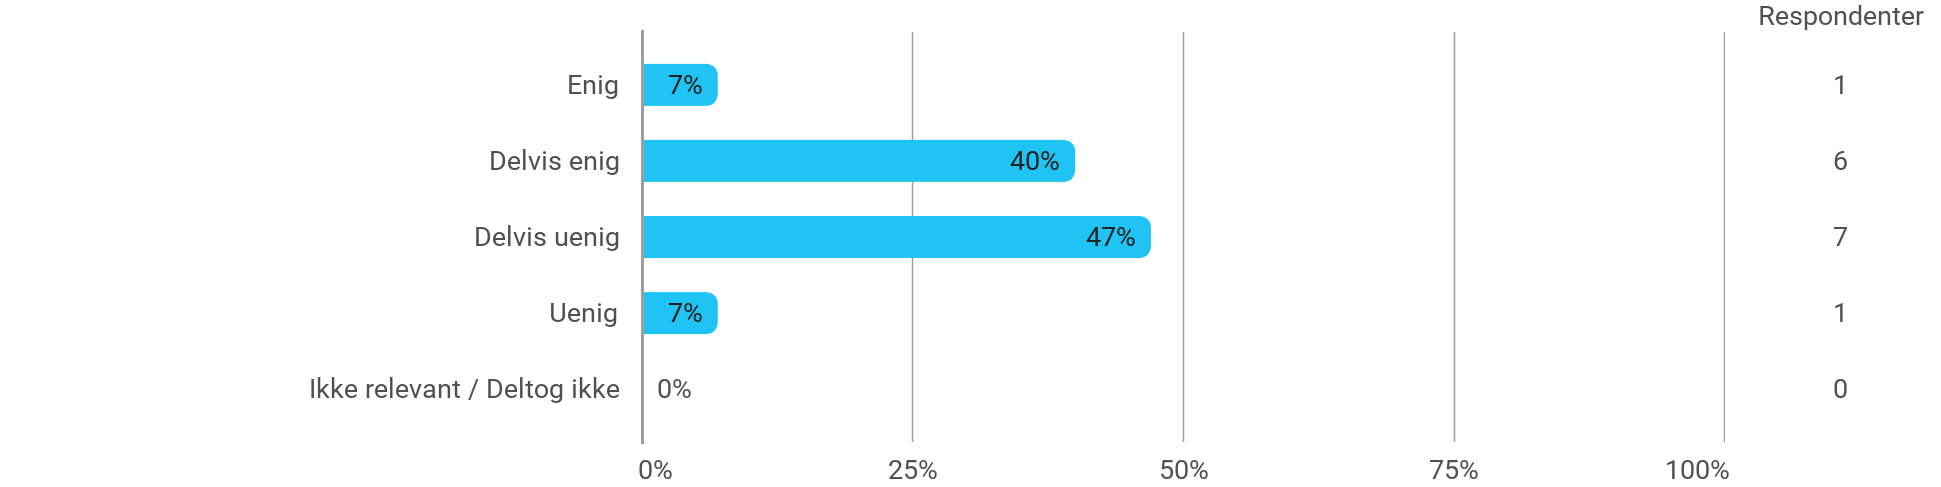 Respondenter
Enig 7% 1
Delvis enig 40% 6
Delvis uenig 47% 7
Uenig 7% 1
Ikke relevant / Deltog ikke 0% 0
0% 25% 50% 75% 100%